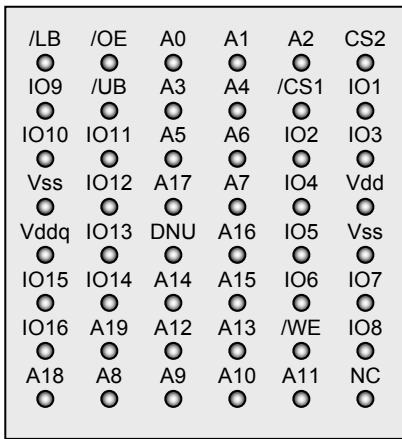 /LB /OE A0 A1 A2 CS2
IO9 /UB A3 A4 /CS1 IO1
IO10 IO11 A5 A6 IO2 IO3
Vss IO12 A17 A7 IO4 Vdd
Vddq IO13 DNU A16 IO5 Vss
IO15 IO14 A14 A15 IO6 IO7
IO16 A19 A12 A13 /WE IO8
A18 A8 A9 A10 A11 NC